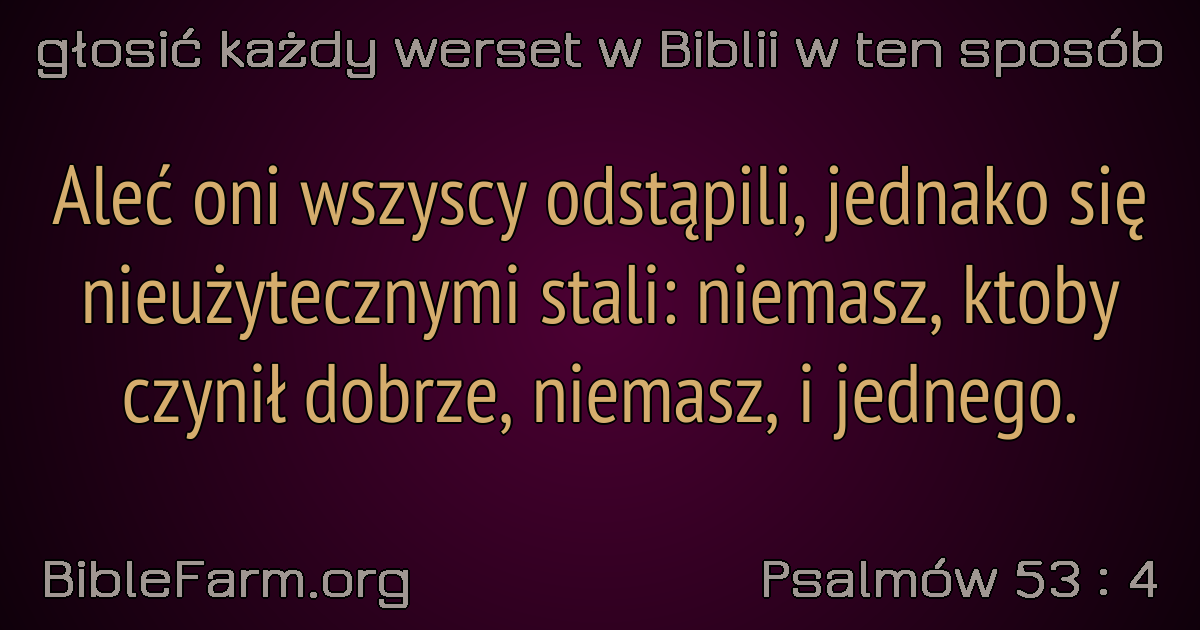 głosić każdy werset w Biblii w ten sposób
Aleć oni wszyscy odstąpili, jednako się
nieużytecznymi stali: niemasz, ktoby
czynił dobrze, niemasz, i jednego.
BibleFarm.org
Psalmów 53 : 4